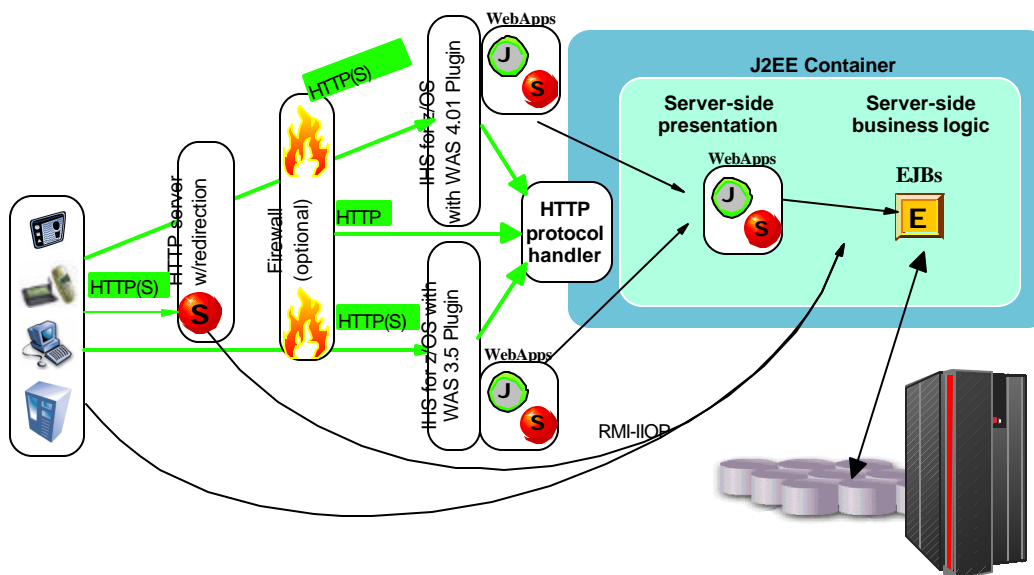 WebApps
J
S
HTTP(S)
IHS for z/OS
with WAS 4.01 Plugin
J2EE Container
Server-side
presentation
Server-side
business logic
WebApps
J
S
EJBs
E
HTTP server
w/redirection
S
Firewall
(optional)
HTTP
HTTP
protocol
handler
HTTP(S)
HTTP(S)
IHS for z/OS with
WAS 3.5 Plugin
WebApps
J
S
RMI-IIOP